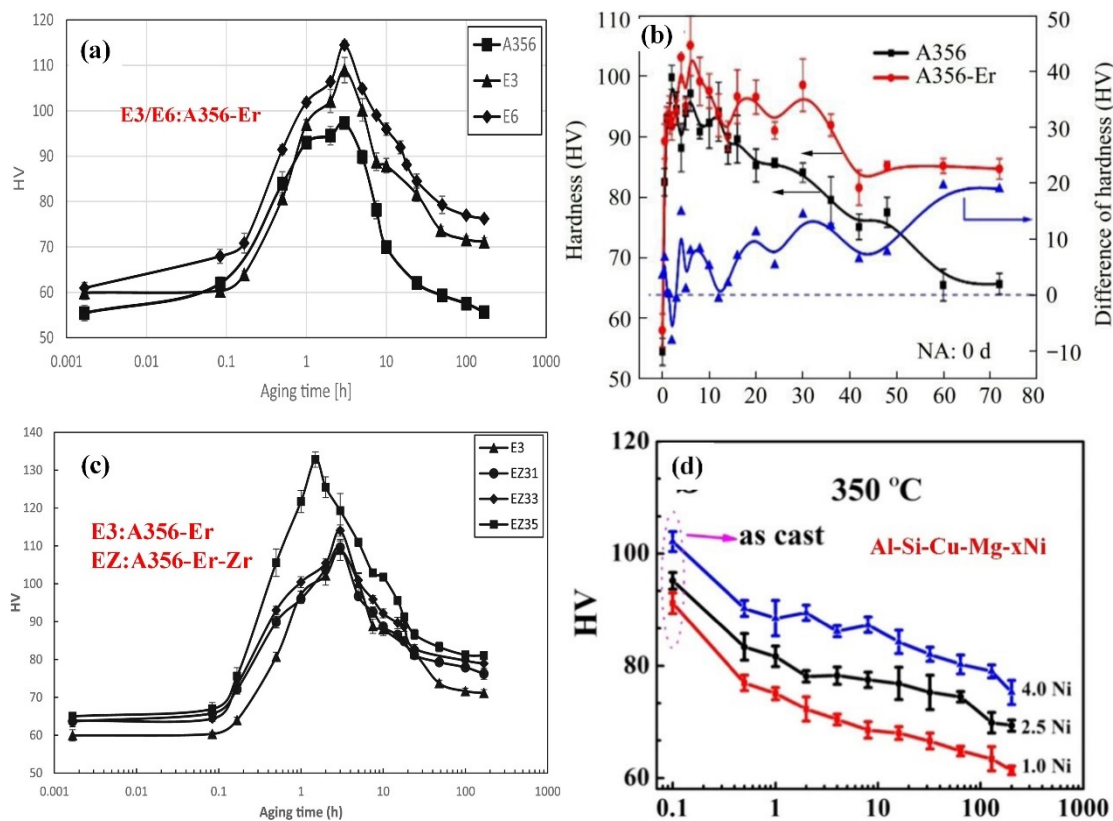 (a)
120
110
100
90
80
70
60
50
HV
E3/E6:A356-Er
A356
E3
E6
0.001
0.01
0.1
1
10
100
1000
Aging time [h]
(b)
110
100
90
80
70
60
50
Hardness (HV)
A356
A356-Er
50
40
30
20
10
0
−10
Difference of hardness (HV)
NA: 0 d
0
10
20
30
40
50
60
70
80
(c)
140
130
120
110
100
90
80
70
60
50
HV
E3:A356-Er
EZ:A356-Er-Zr
E3
EZ31
EZ33
EZ35
0.001
0.01
0.1
1
10
100
1000
Aging time (h)
(d)
120
100
80
60
HV
350 °C
as cast
Al-Si-Cu-Mg-xNi
4.0 Ni
2.5 Ni
1.0 Ni
0.1
1
10
100
1000